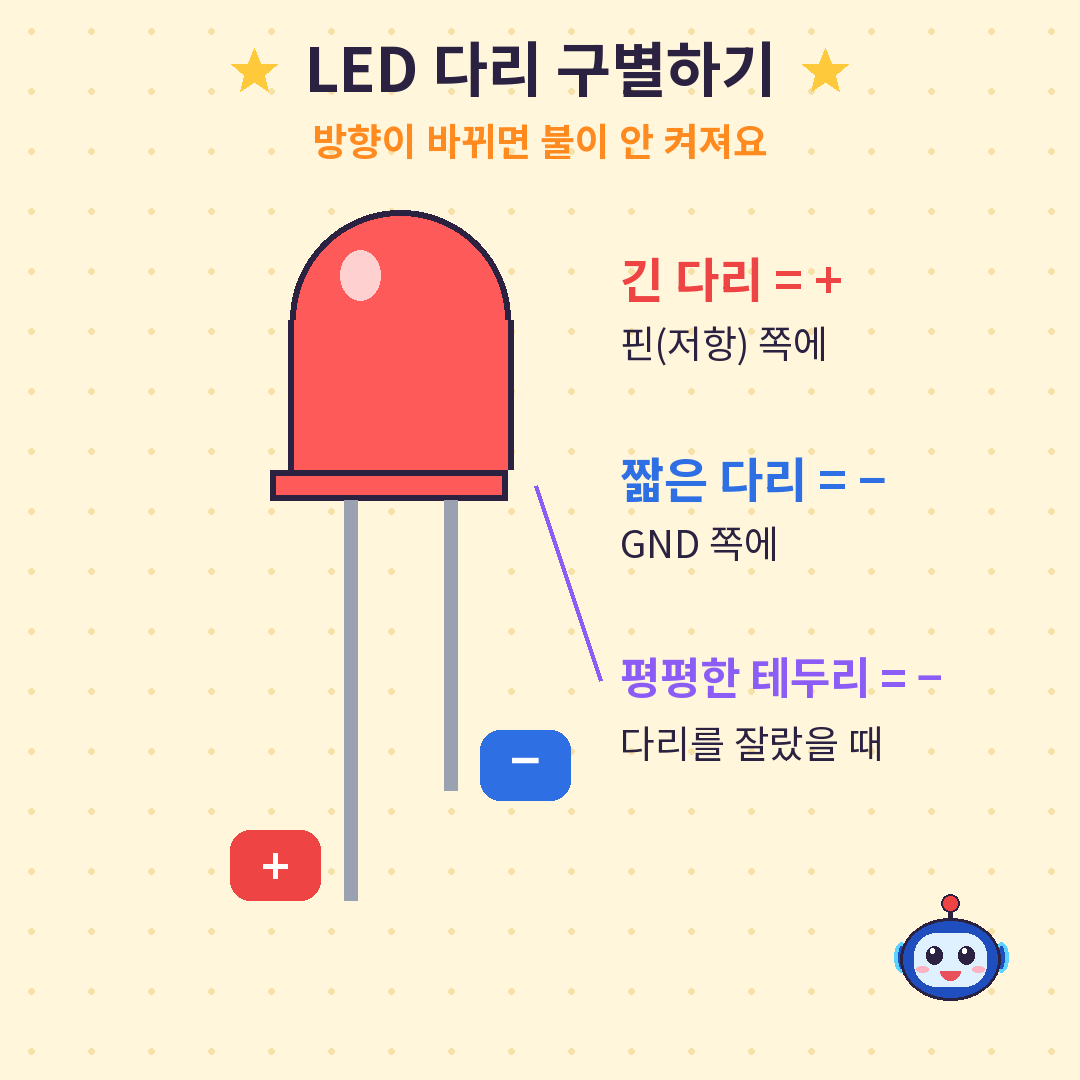 LED 다리 구별하기
방향이 바뀌면 불이 안 켜져요
긴 다리 = +
핀(저항) 쪽에
짧은 다리 = −
GND 쪽에
평평한 테두리 = −
다리를 잘랐을 때
−
+